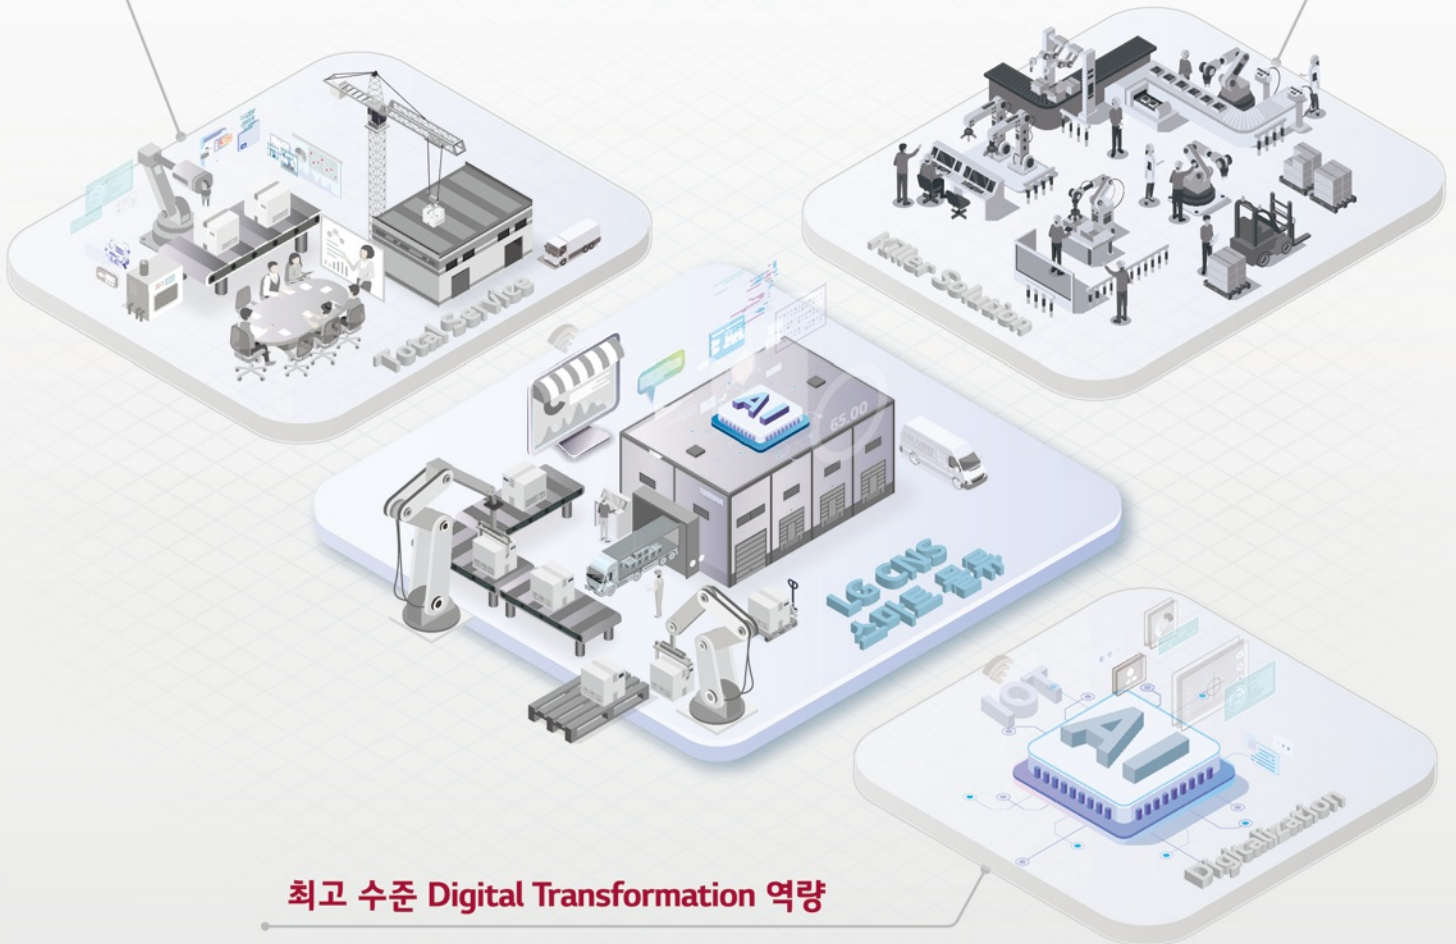 Total Service
Killer Solution
AI
65.00
LG CNS
스마트 물류
IoT
AI
Digitalization
최고 수준 Digital Transformation 역량